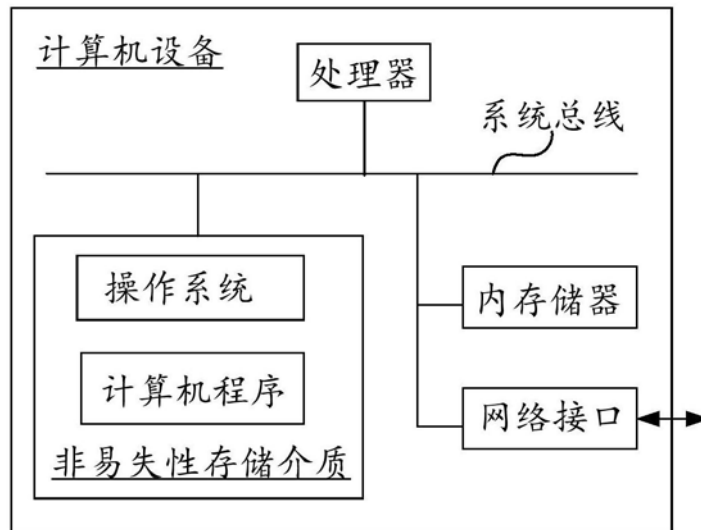 计算机设备
处理器
系统总线
操作系统
内存储器
计算机程序
网络接口
非易失性存储介质